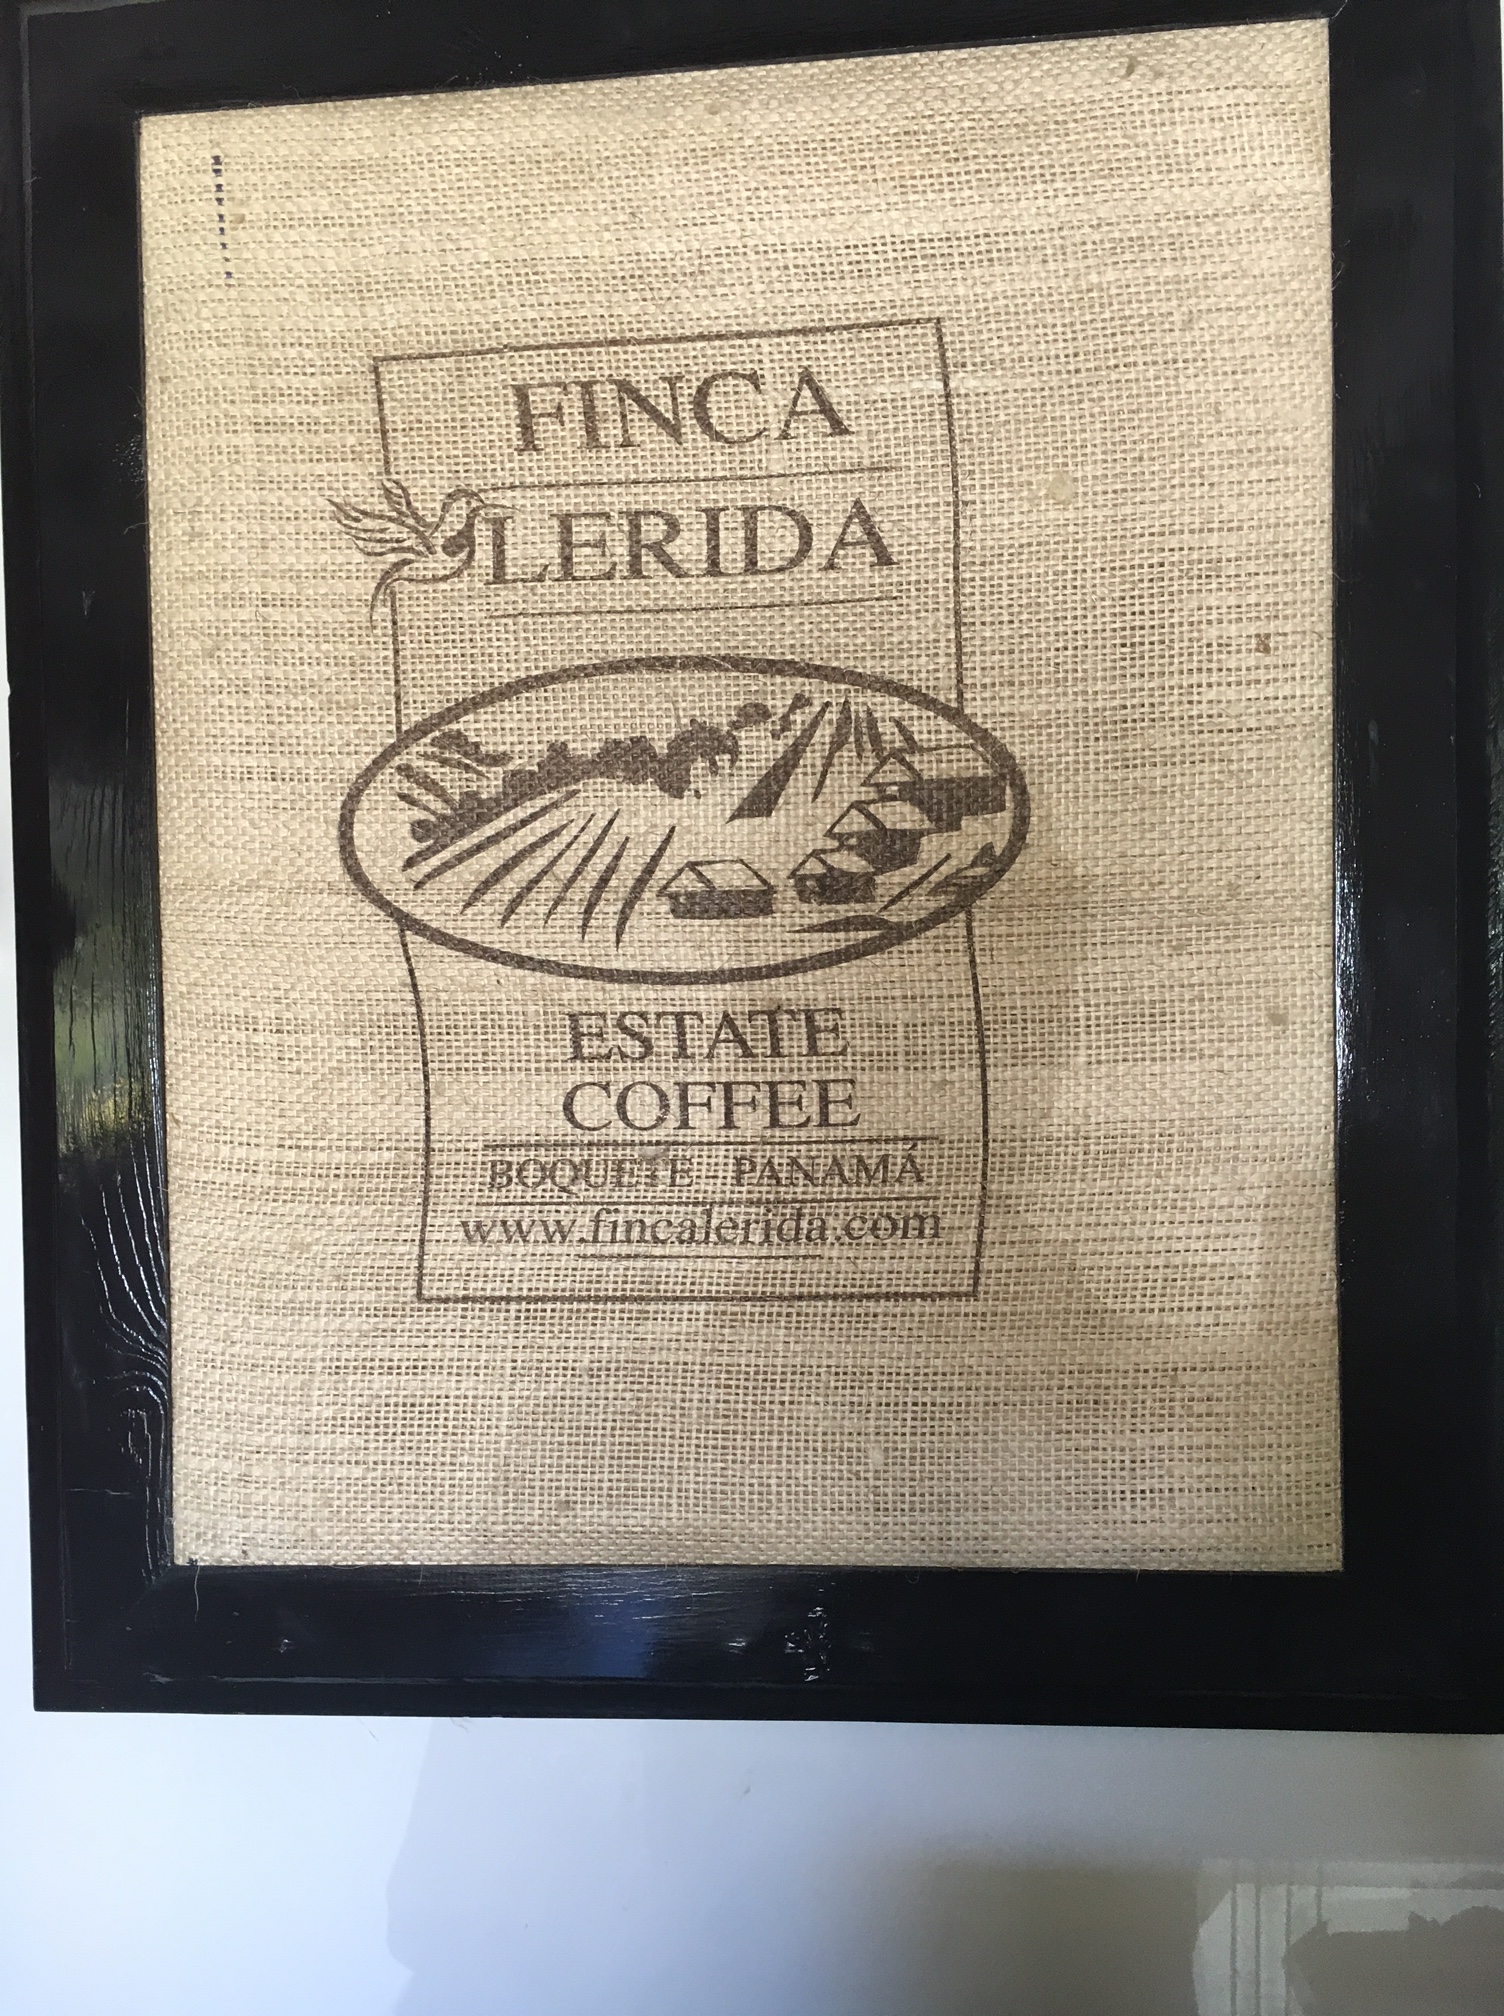 FINCA
LERIDA
ESTATE
COFFEE
BOQUETE - PANAMÁ
www.fincalerida.com